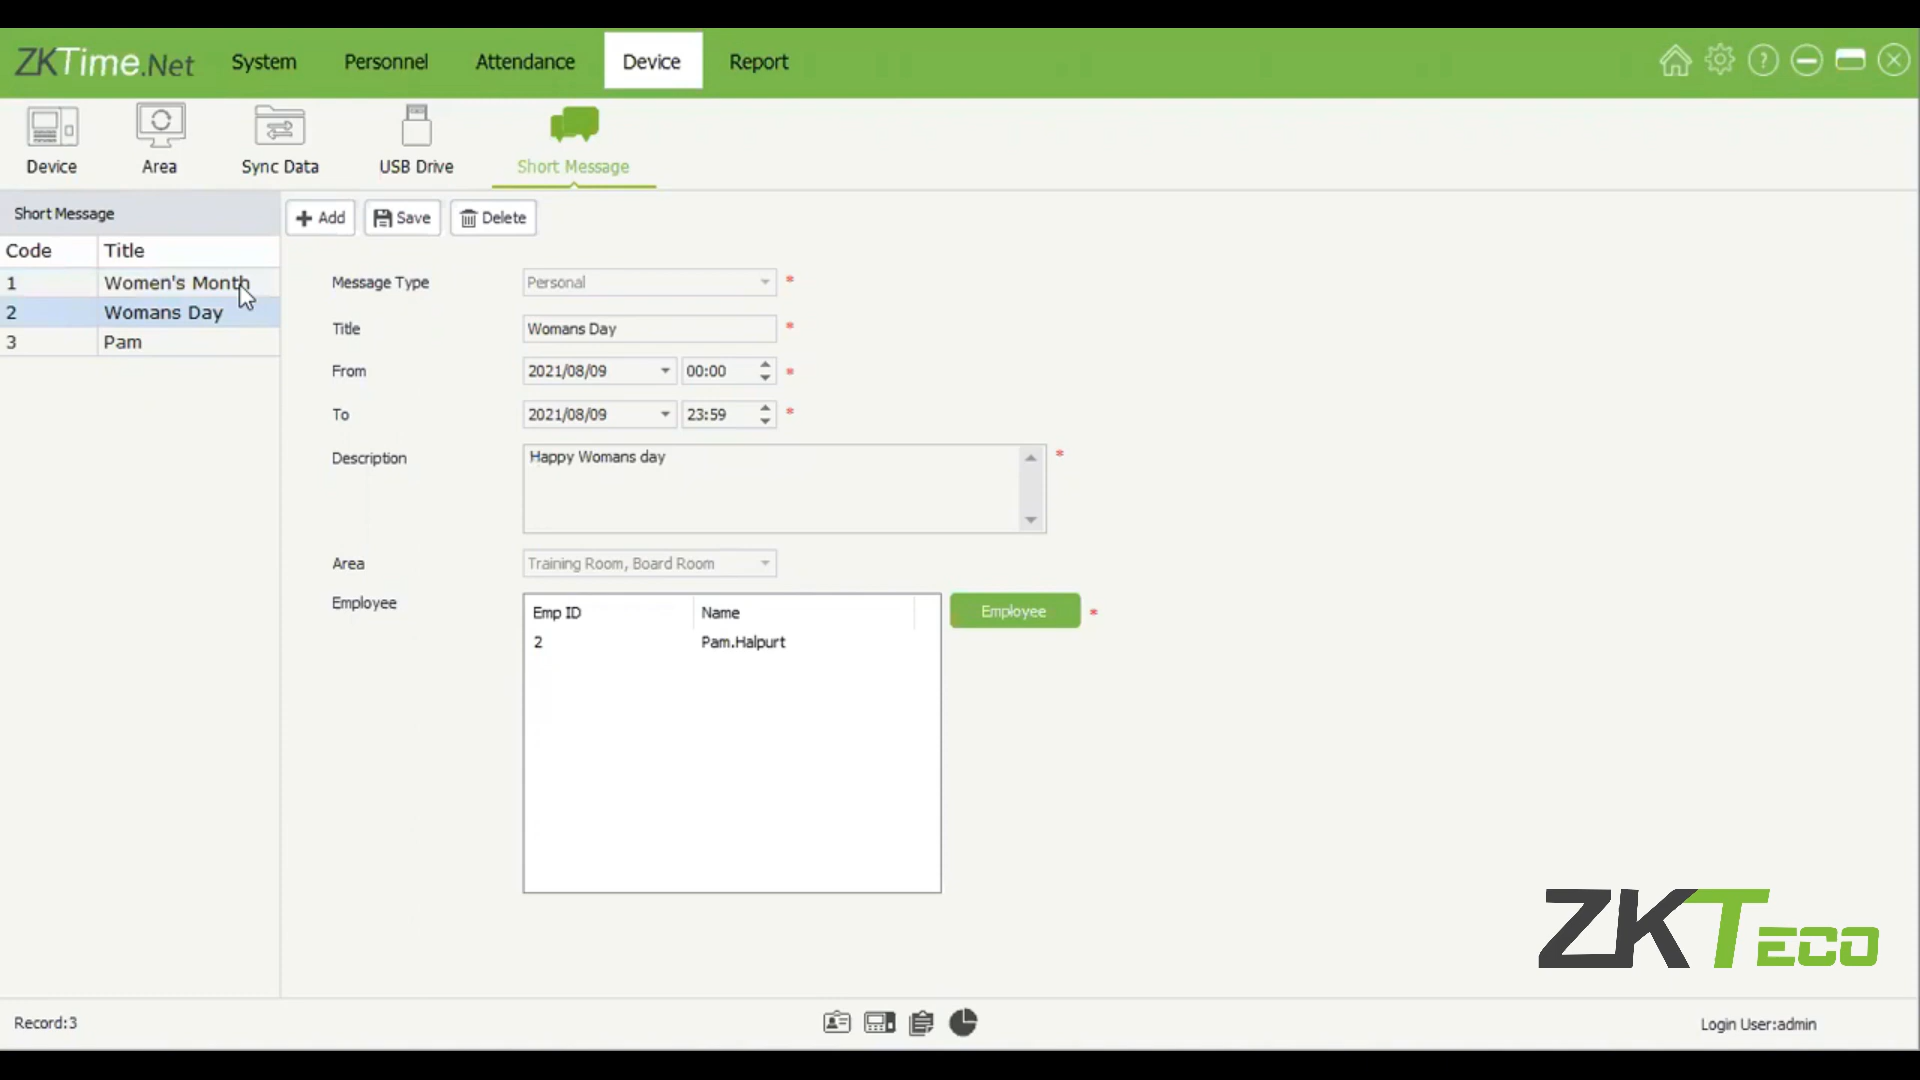 ZKTime.Net System Personnel Attendance Device Report
Device Area Sync Data USB Drive Short Message
Short Message
Add Save Delete
Code Title
1 Women's Month
2 Womans Day
3 Pam
Message Type Personal *
Title Womans Day *
From 2021/08/09 00:00 *
To 2021/08/09 23:59 *
Description Happy Womans day *
Area Training Room, Board Room
Employee
Emp ID Name
2 Pam.Halpurt
Employee *
ZKTECO
Record:3
Login User:admin